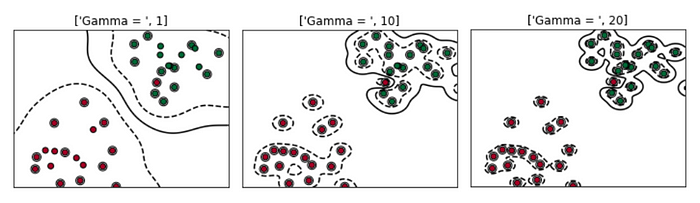 ['Gamma = ', 1]
['Gamma = ', 10]
['Gamma = ', 20]